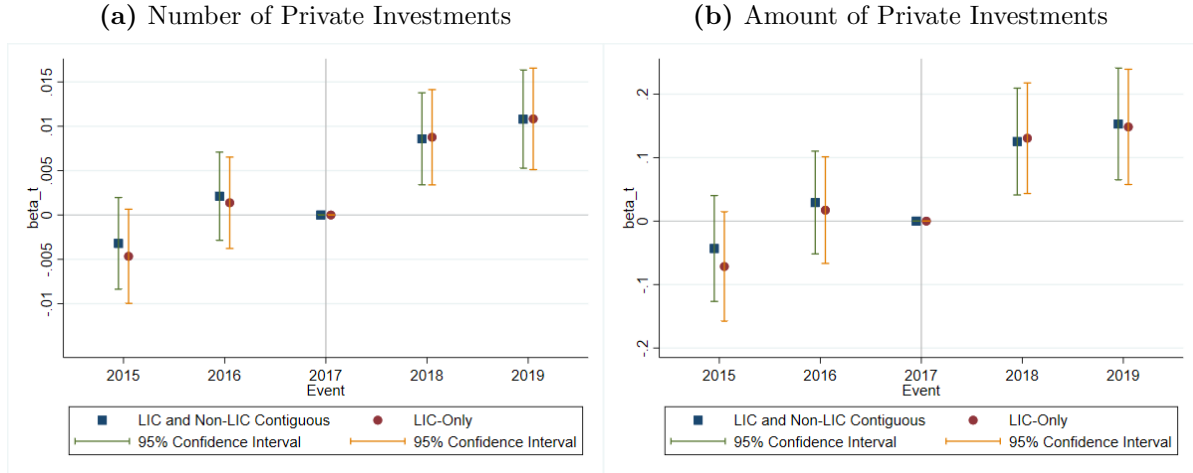 (a) Number of Private Investments
.015
.01
.005
0
-.005
-.01
beta_t
2015 2016 2017 2018 2019
Event
LIC and Non-LIC Contiguous LIC-Only
95% Confidence Interval 95% Confidence Interval
(b) Amount of Private Investments
.2
.1
0
-.1
-.2
beta_t
2015 2016 2017 2018 2019
Event
LIC and Non-LIC Contiguous LIC-Only
95% Confidence Interval 95% Confidence Interval